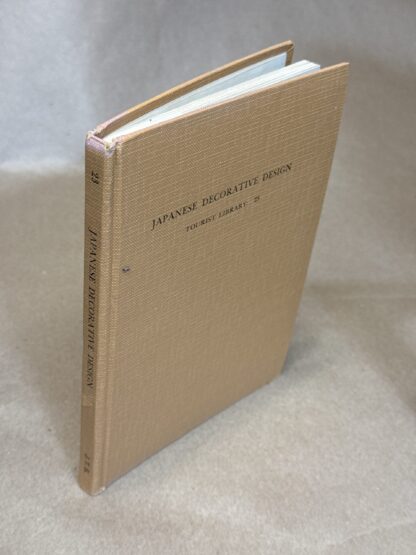 JAPANESE DECORATIVE DESIGN
TOURIST LIBRARY 23
23
JAPANESE DECORATIVE DESIGN
J. T. B.